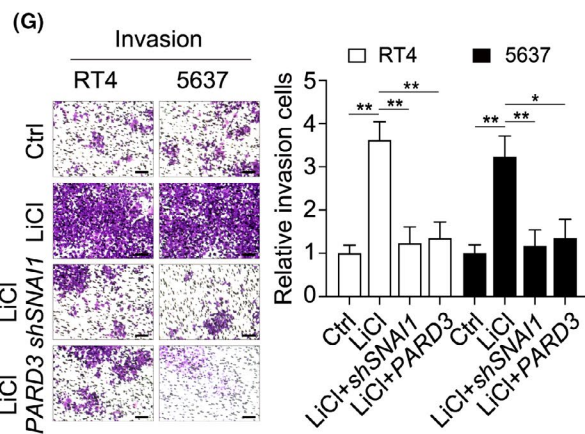 (G)
Invasion
RT4 5637
Ctrl
LiCl
LiCl
shSNAI1
LiCl
PARD3
RT4 5637
Relative invasion cells
5
4
3
2
1
0
** ** **
** ** *
Ctrl
LiCl
LiCl+shSNAI1
LiCl+PARD3
Ctrl
LiCl
LiCl+shSNAI1
LiCl+PARD3